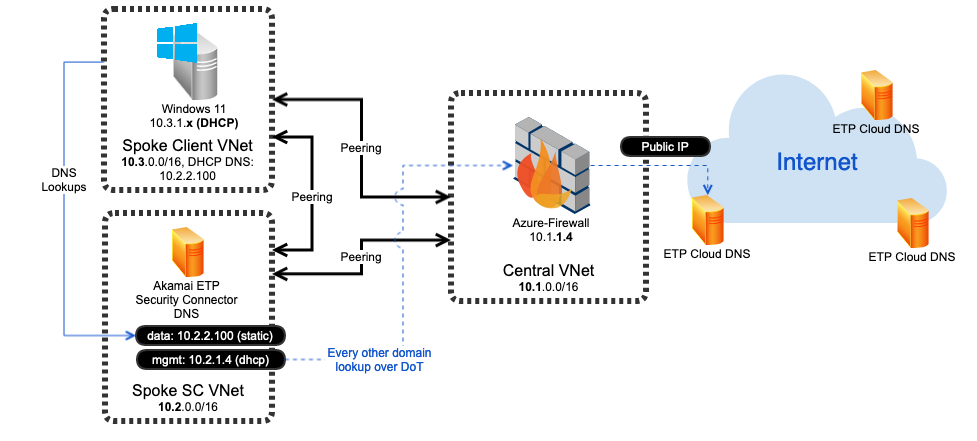 Windows 11
10.3.1.x (DHCP)
Spoke Client VNet
10.3.0.0/16, DHCP DNS:
10.2.2.100
DNS
Lookups
Peering
Peering
Peering
Akamai ETP
Security Connector
DNS
data: 10.2.2.100 (static)
mgmt: 10.2.1.4 (dhcp)
Spoke SC VNet
10.2.0.0/16
Every other domain
lookup over DoT
Azure-Firewall
10.1.1.4
Central VNet
10.1.0.0/16
Public IP
Internet
ETP Cloud DNS
ETP Cloud DNS
ETP Cloud DNS